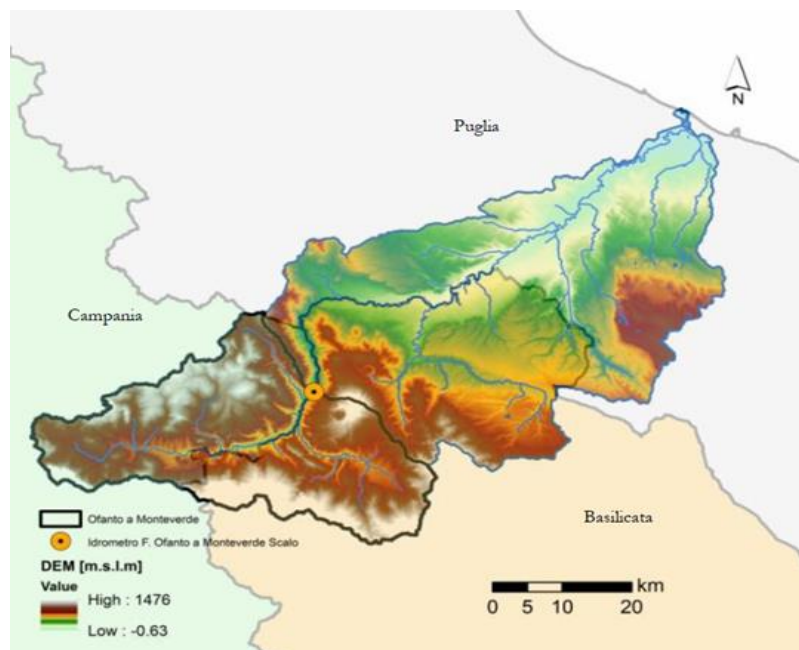 N
Puglia
Campania
Basilicata
Ofanto a Monteverde
Idrometro F. Ofanto a Monteverde Scalo
DEM [m.s.l.m]
Value
High : 1476
Low : -0.63
km
0 5 10 20